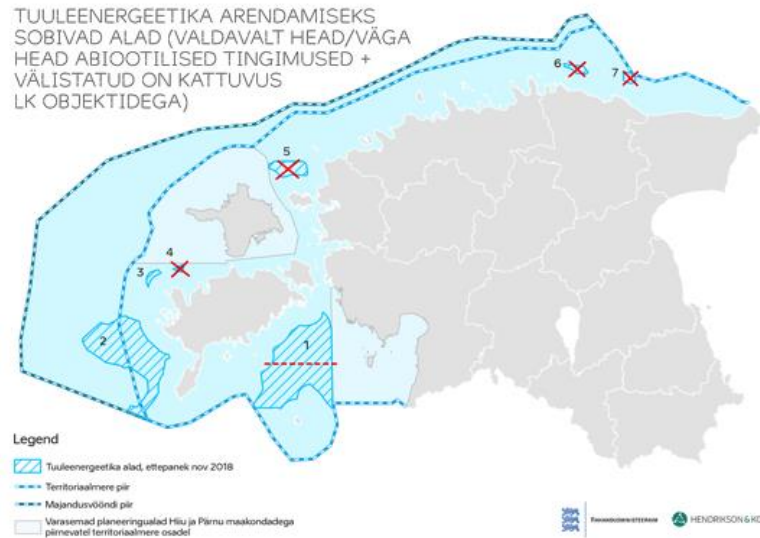 TUULEENERGEETIKA ARENDAMISEKS
SOBIVAD ALAD (VALDAVALT HEAD/VÄGA
HEAD ABIOOTILISED TINGIMUSED +
VÄLISTATUD ON KATTUVUS
LK OBJEKTIDEGA)
6
7
5
4
3
2
1
Legend
Tuuleenergeetika alad, ettepanek nov 2018
Territoriaalmere piir
Majandusvööndi piir
Varasemad planeeringualad Hiiu ja Pärnu maakondadega
piirnevatel territoriaalmere osadel
RAHANDUSMINISTEERIUM
HENDRIKSON & KO